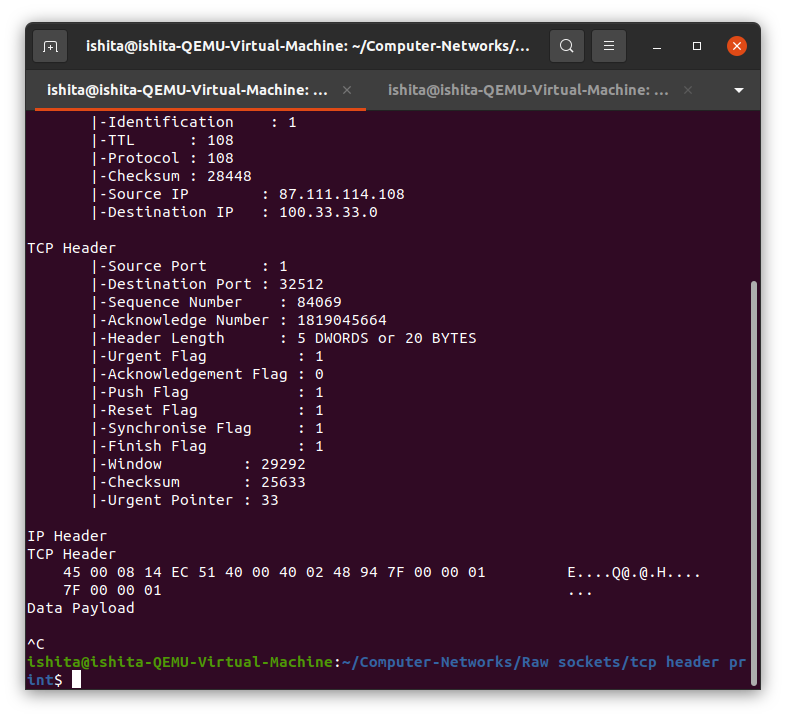 ishita@ishita-QEMU-Virtual-Machine: ~/Computer-Networks/...
ishita@ishita-QEMU-Virtual-Machine: ... × ishita@ishita-QEMU-Virtual-Machine: ... ×
|-Identification    : 1
|-TTL      : 108
|-Protocol : 108
|-Checksum : 28448
|-Source IP        : 87.111.114.108
|-Destination IP   : 100.33.33.0
TCP Header
|-Source Port      : 1
|-Destination Port : 32512
|-Sequence Number    : 84069
|-Acknowledge Number : 1819045664
|-Header Length      : 5 DWORDS or 20 BYTES
|-Urgent Flag          : 1
|-Acknowledgement Flag : 0
|-Push Flag            : 1
|-Reset Flag           : 1
|-Synchronise Flag     : 1
|-Finish Flag          : 1
|-Window         : 29292
|-Checksum       : 25633
|-Urgent Pointer : 33
IP Header
TCP Header
45 00 08 14 EC 51 40 00 40 02 48 94 7F 00 00 01         E....Q@.@.H....
7F 00 00 01                                             ...
Data Payload
^C
ishita@ishita-QEMU-Virtual-Machine:~/Computer-Networks/Raw sockets/tcp header pr
int$